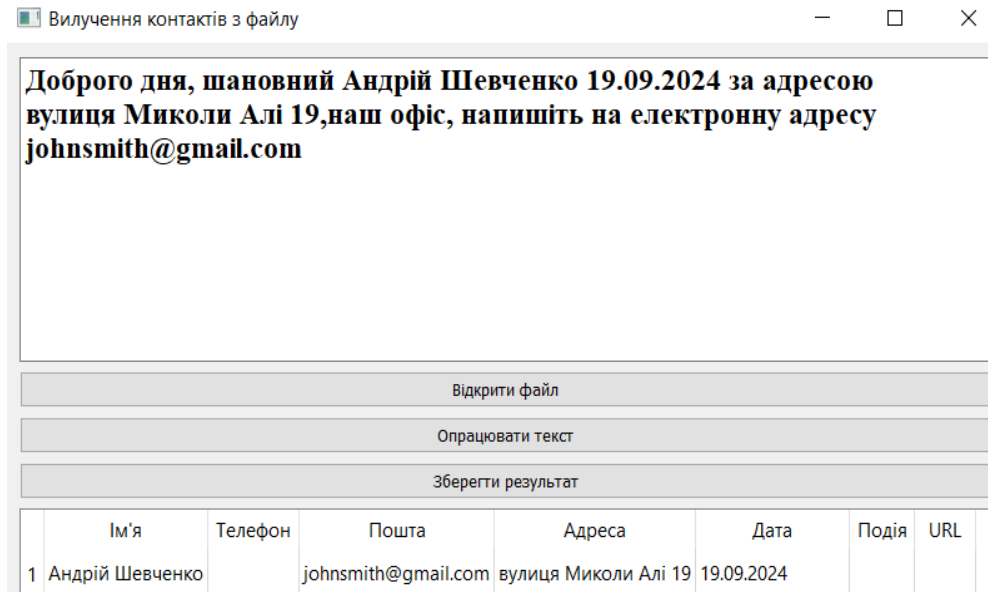 Вилучення контактів з файлу
Доброго дня, шановний Андрій Шевченко 19.09.2024 за адресою
вулиця Миколи Алі 19,наш офіс, напишіть на електронну адресу
johnsmith@gmail.com
Відкрити файл
Опрацювати текст
Зберегти результат
Ім'я Телефон Пошта Адреса Дата Подія URL
1 Андрій Шевченко johnsmith@gmail.com вулиця Миколи Алі 19 19.09.2024